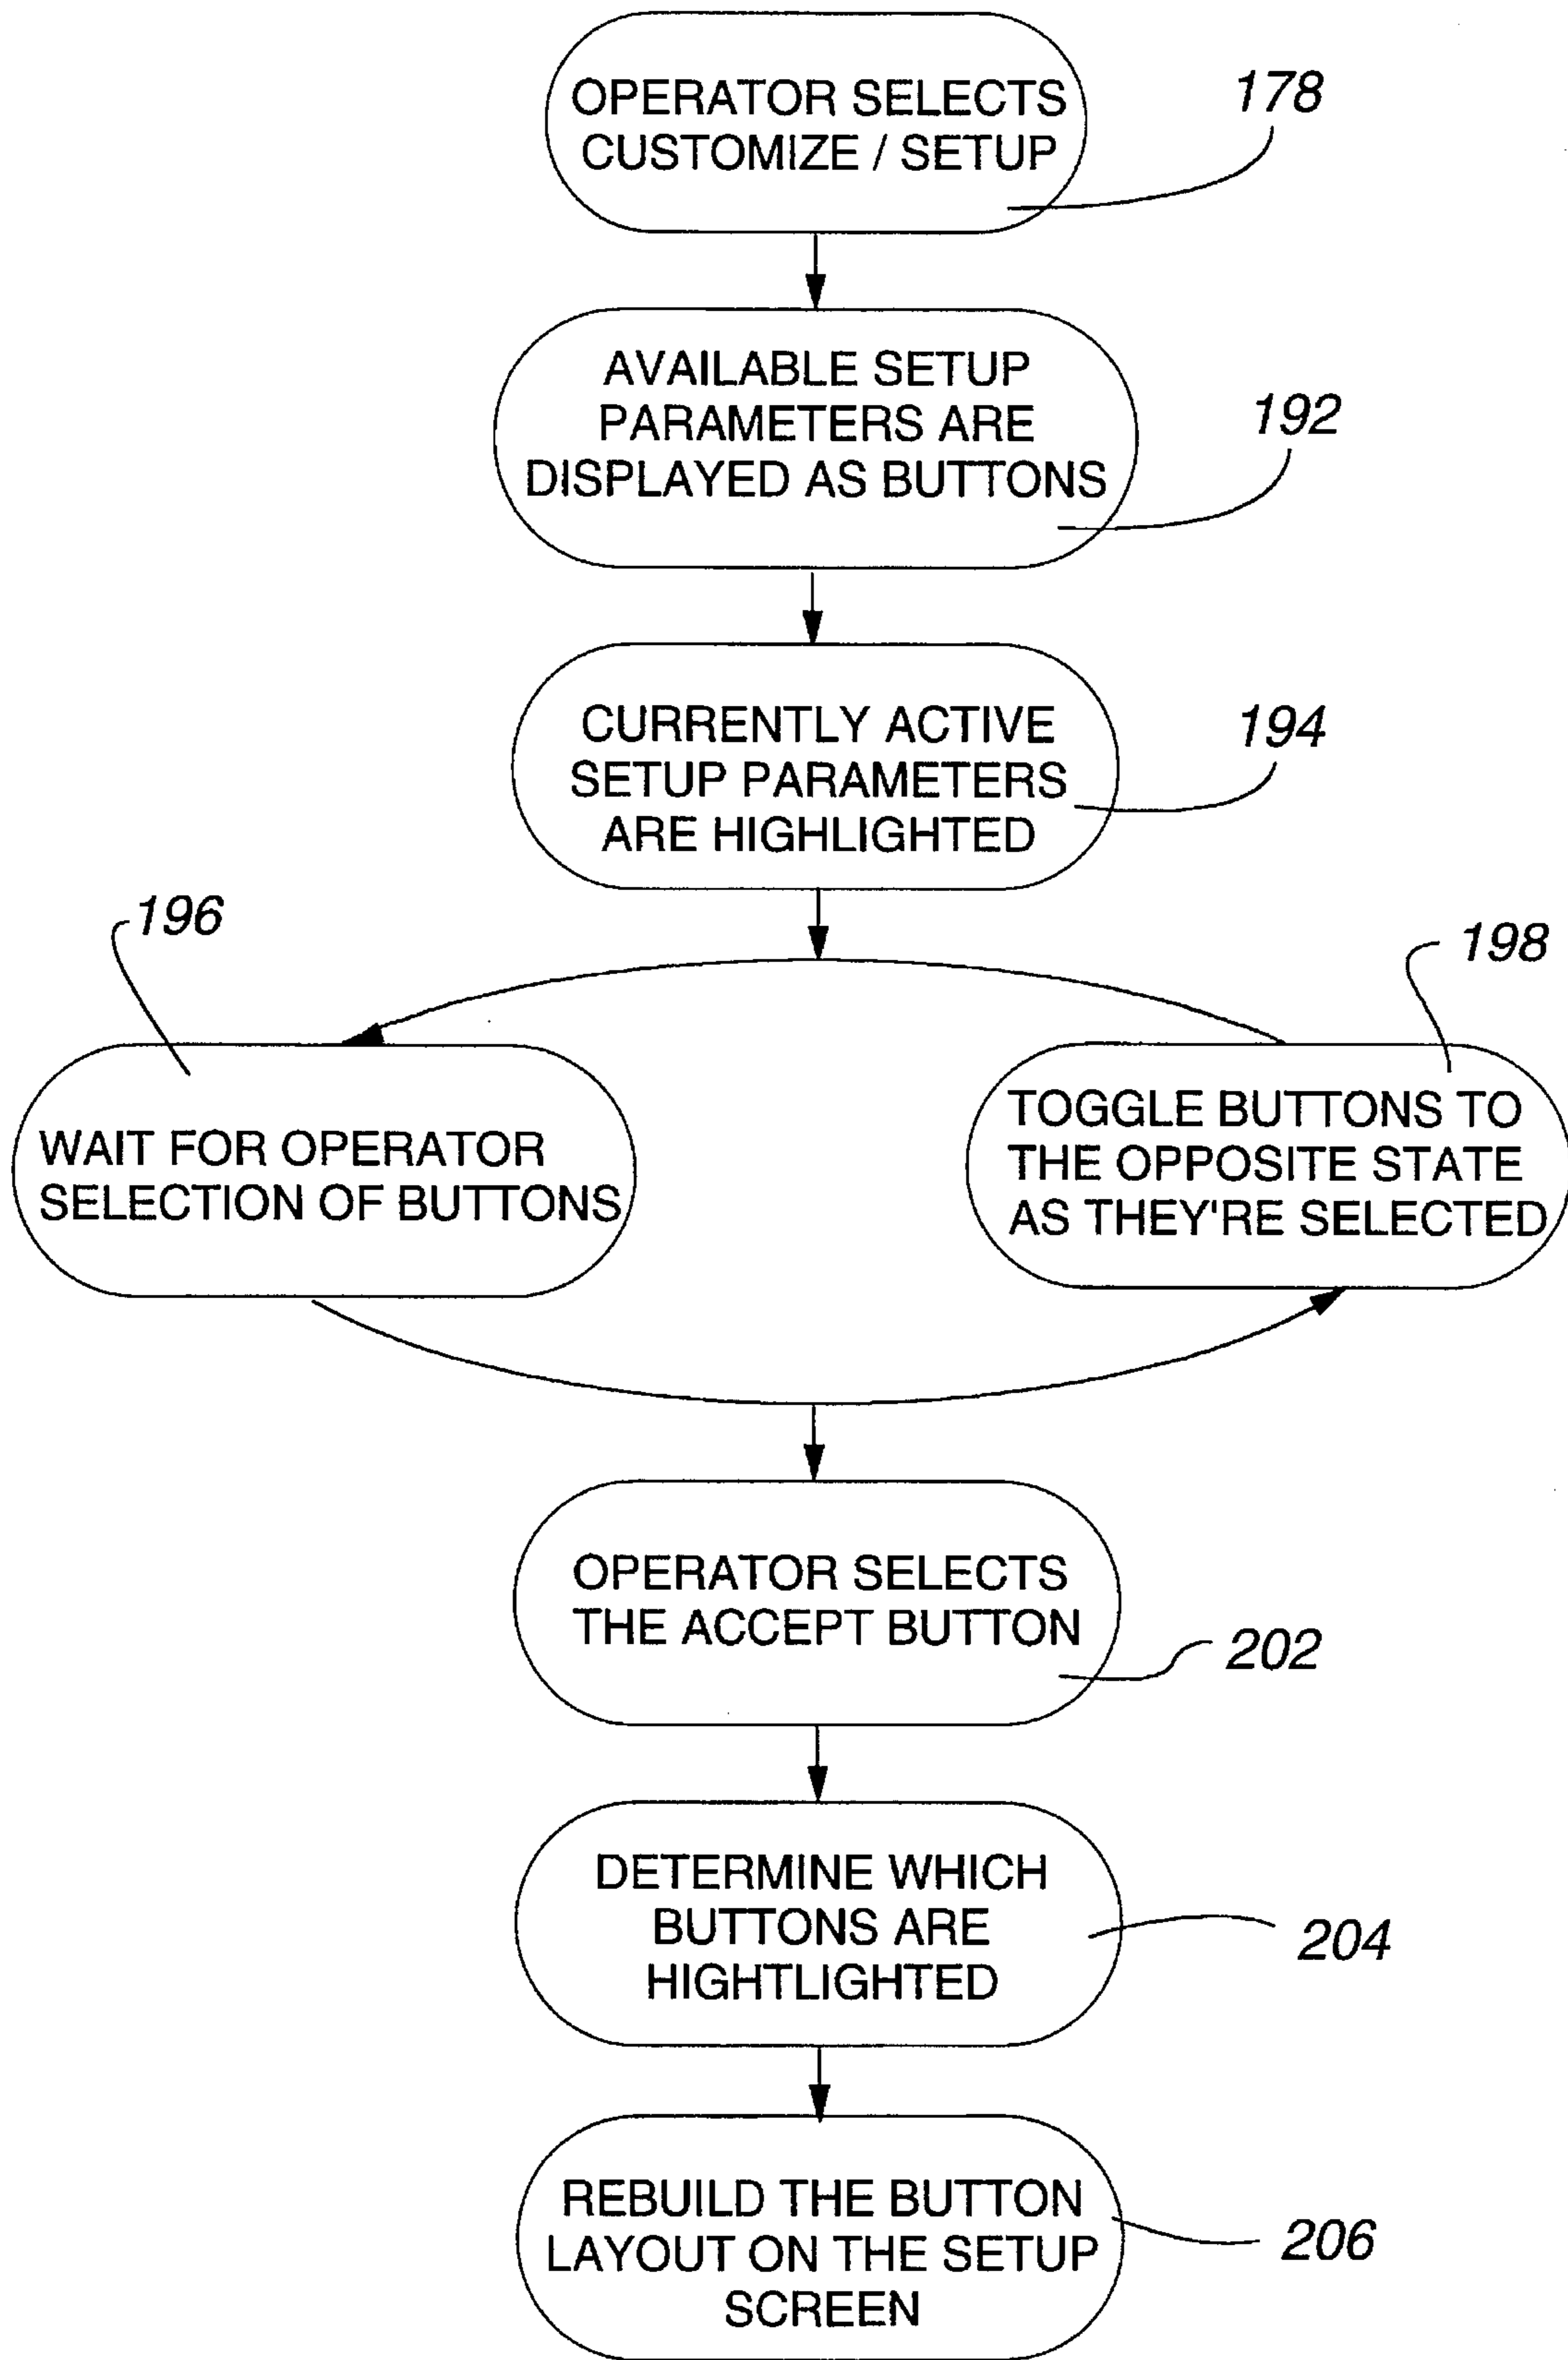 OPERATOR SELECTS
CUSTOMIZE / SETUP
178
AVAILABLE SETUP
PARAMETERS ARE
DISPLAYED AS BUTTONS
192
CURRENTLY ACTIVE
SETUP PARAMETERS
ARE HIGHLIGHTED
194
196
198
WAIT FOR OPERATOR
SELECTION OF BUTTONS
TOGGLE BUTTONS TO
THE OPPOSITE STATE
AS THEY'RE SELECTED
OPERATOR SELECTS
THE ACCEPT BUTTON
202
DETERMINE WHICH
BUTTONS ARE
HIGHTLIGHTED
204
REBUILD THE BUTTON
LAYOUT ON THE SETUP
SCREEN
206